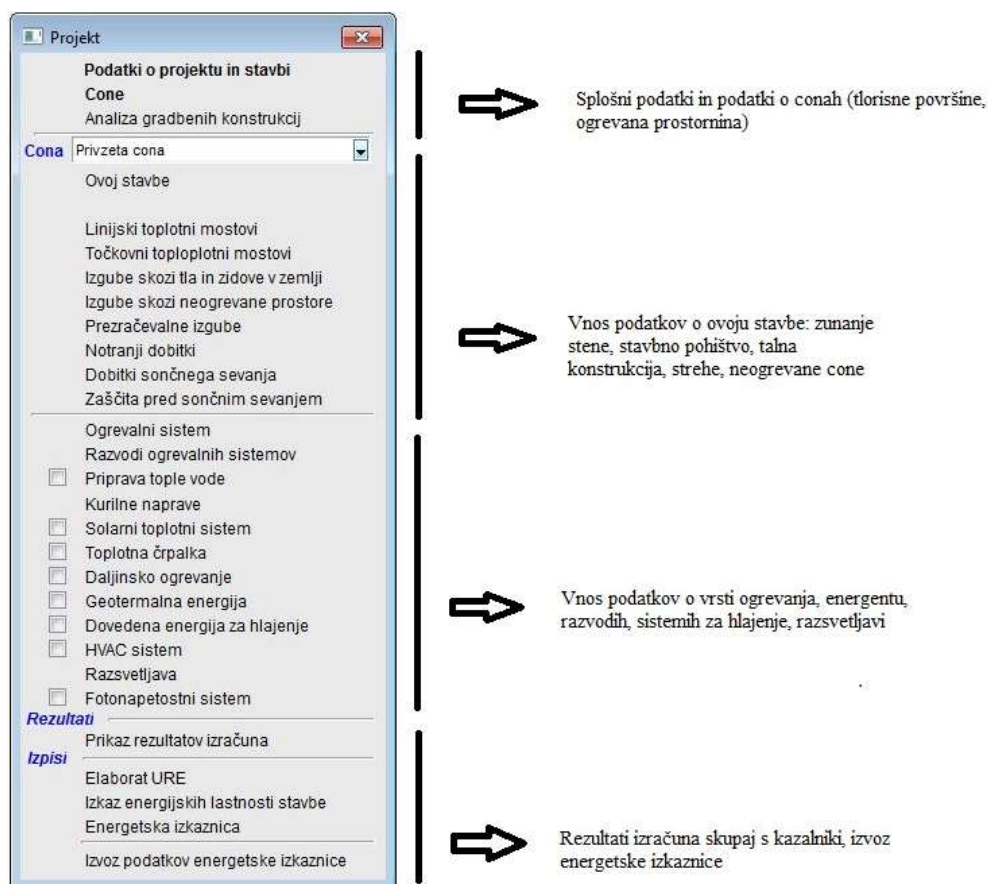 Projekt
Podatki o projektu in stavbi
Cone
Analiza gradbenih konstrukcij
Cona Privzeta cona
Ovoj stavbe
Linijski toplotni mostovi
Točkovni toploplotni mostovi
Izgube skozi tla in zidove v zemlji
Izgube skozi neogrevane prostore
Prezračevalne izgube
Notranji dobitki
Dobitki sončnega sevanja
Zaščita pred sončnim sevanjem
Ogrevalni sistem
Razvodi ogrevalnih sistemov
Priprava tople vode
Kurilne naprave
Solarni toplotni sistem
Toplotna črpalka
Daljinsko ogrevanje
Geotermalna energija
Dovedena energija za hlajenje
HVAC sistem
Razsvetljava
Fotonapetostni sistem
Rezultati
Prikaz rezultatov izračuna
Izpisi
Elaborat URE
Izkaz energijskih lastnosti stavbe
Energetska izkaznica
Izvoz podatkov energetske izkaznice
Splošni podatki in podatki o conah (tlorisne površine,
ogrevana prostornina)
Vnos podatkov o ovoju stavbe: zunanje
stene, stavbno pohištvo, talna
konstrukcija, strehe, neogrevane cone
Vnos podatkov o vrsti ogrevanja, energentu,
razvodih, sistemih za hlajenje, razsvetljavi
.
Rezultati izračuna skupaj s kazalniki, izvoz
energetske izkaznice